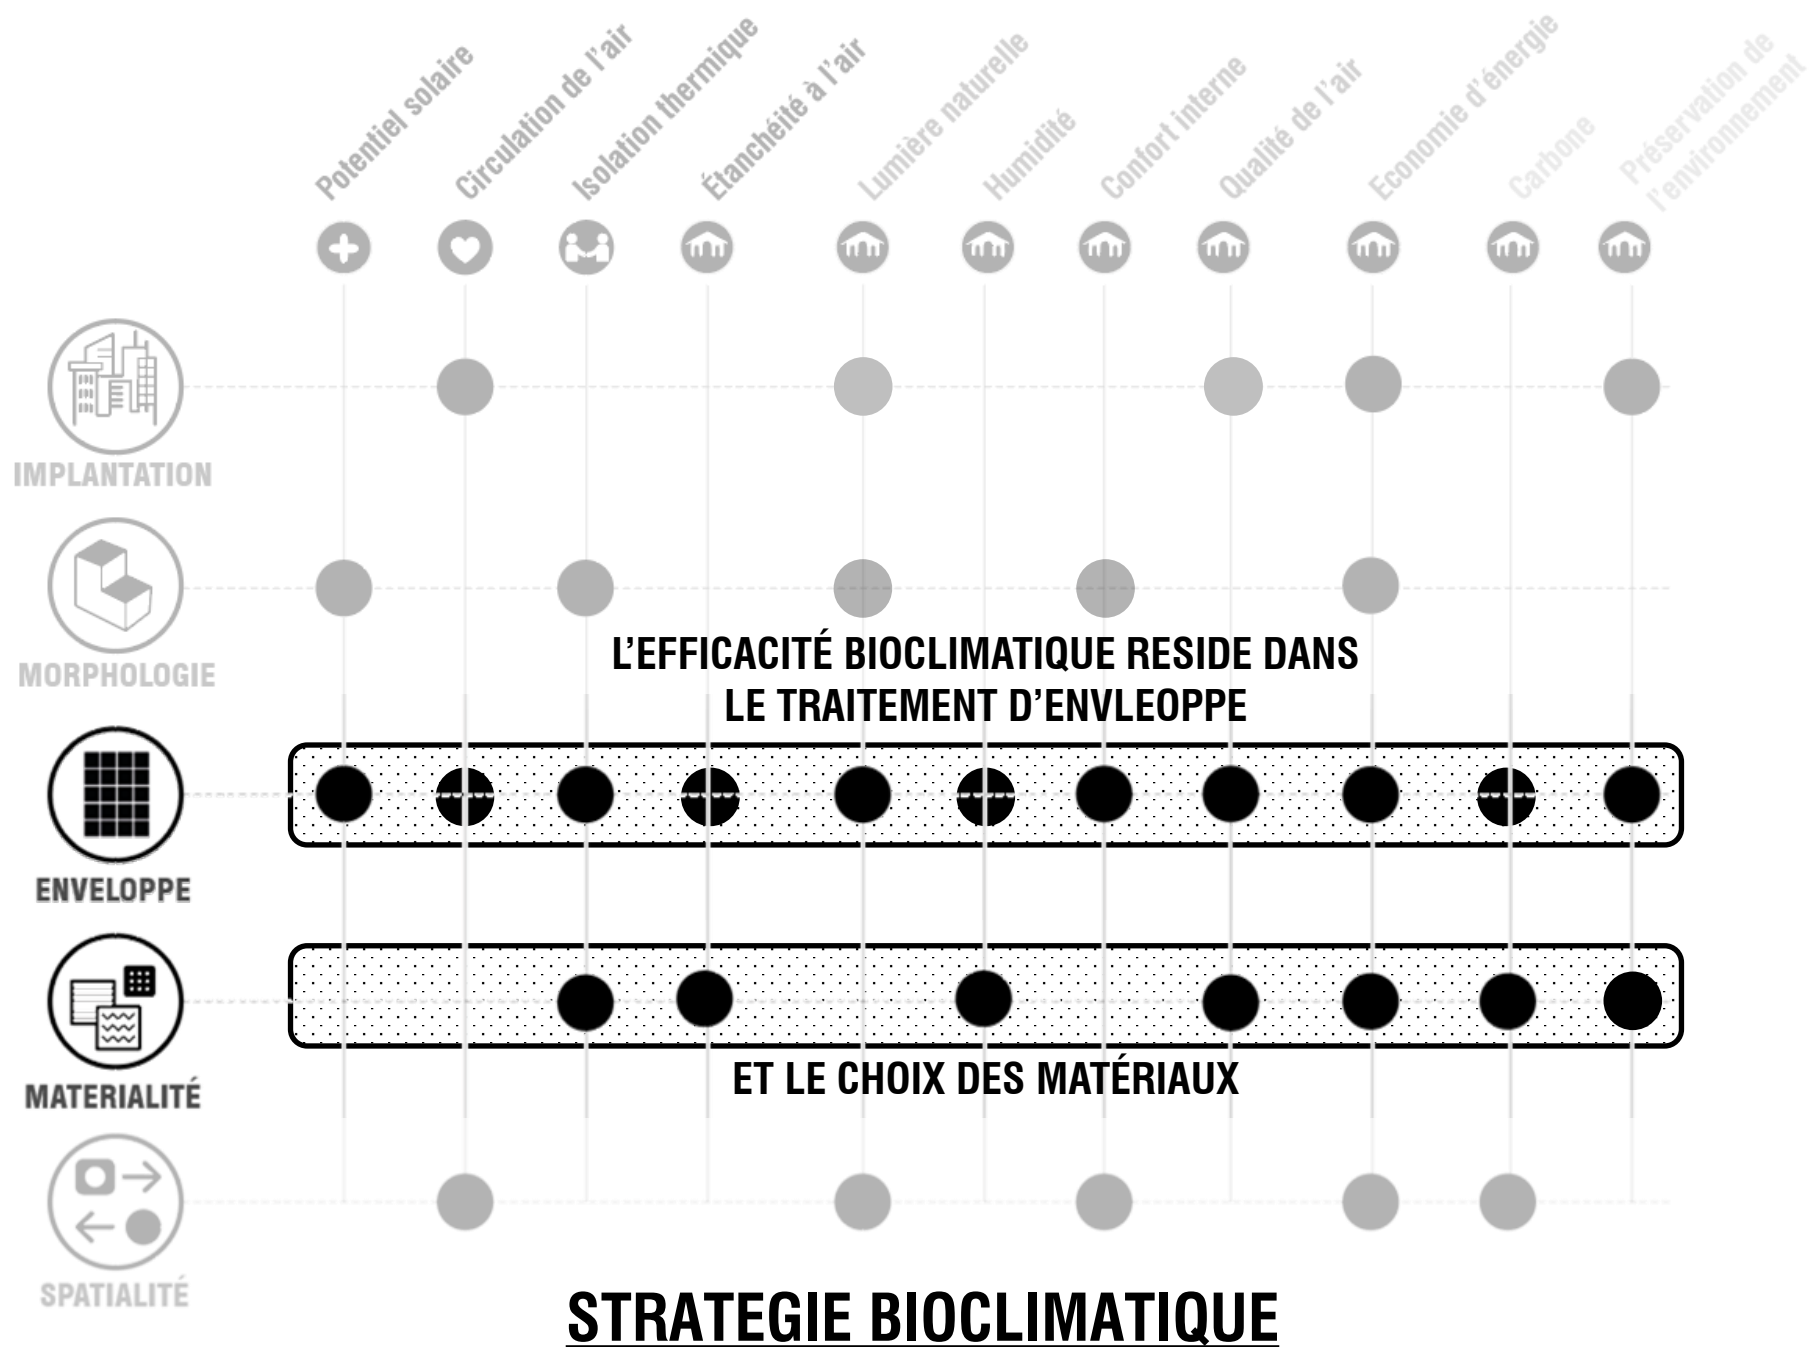 Potentiel solaire
Circulation de l'air
Isolation thermique
Étanchéité à l'air
Lumière naturelle
Humidité
Confort interne
Qualité de l'air
Economie d'énergie
Carbone
Préservation de
l'environnement
IMPLANTATION
MORPHOLOGIE
L'EFFICACITÉ BIOCLIMATIQUE RESIDE DANS
LE TRAITEMENT D'ENVLEOPPE
ENVELOPPE
MATERIALITÉ
ET LE CHOIX DES MATÉRIAUX
SPATIALITÉ
STRATEGIE BIOCLIMATIQUE